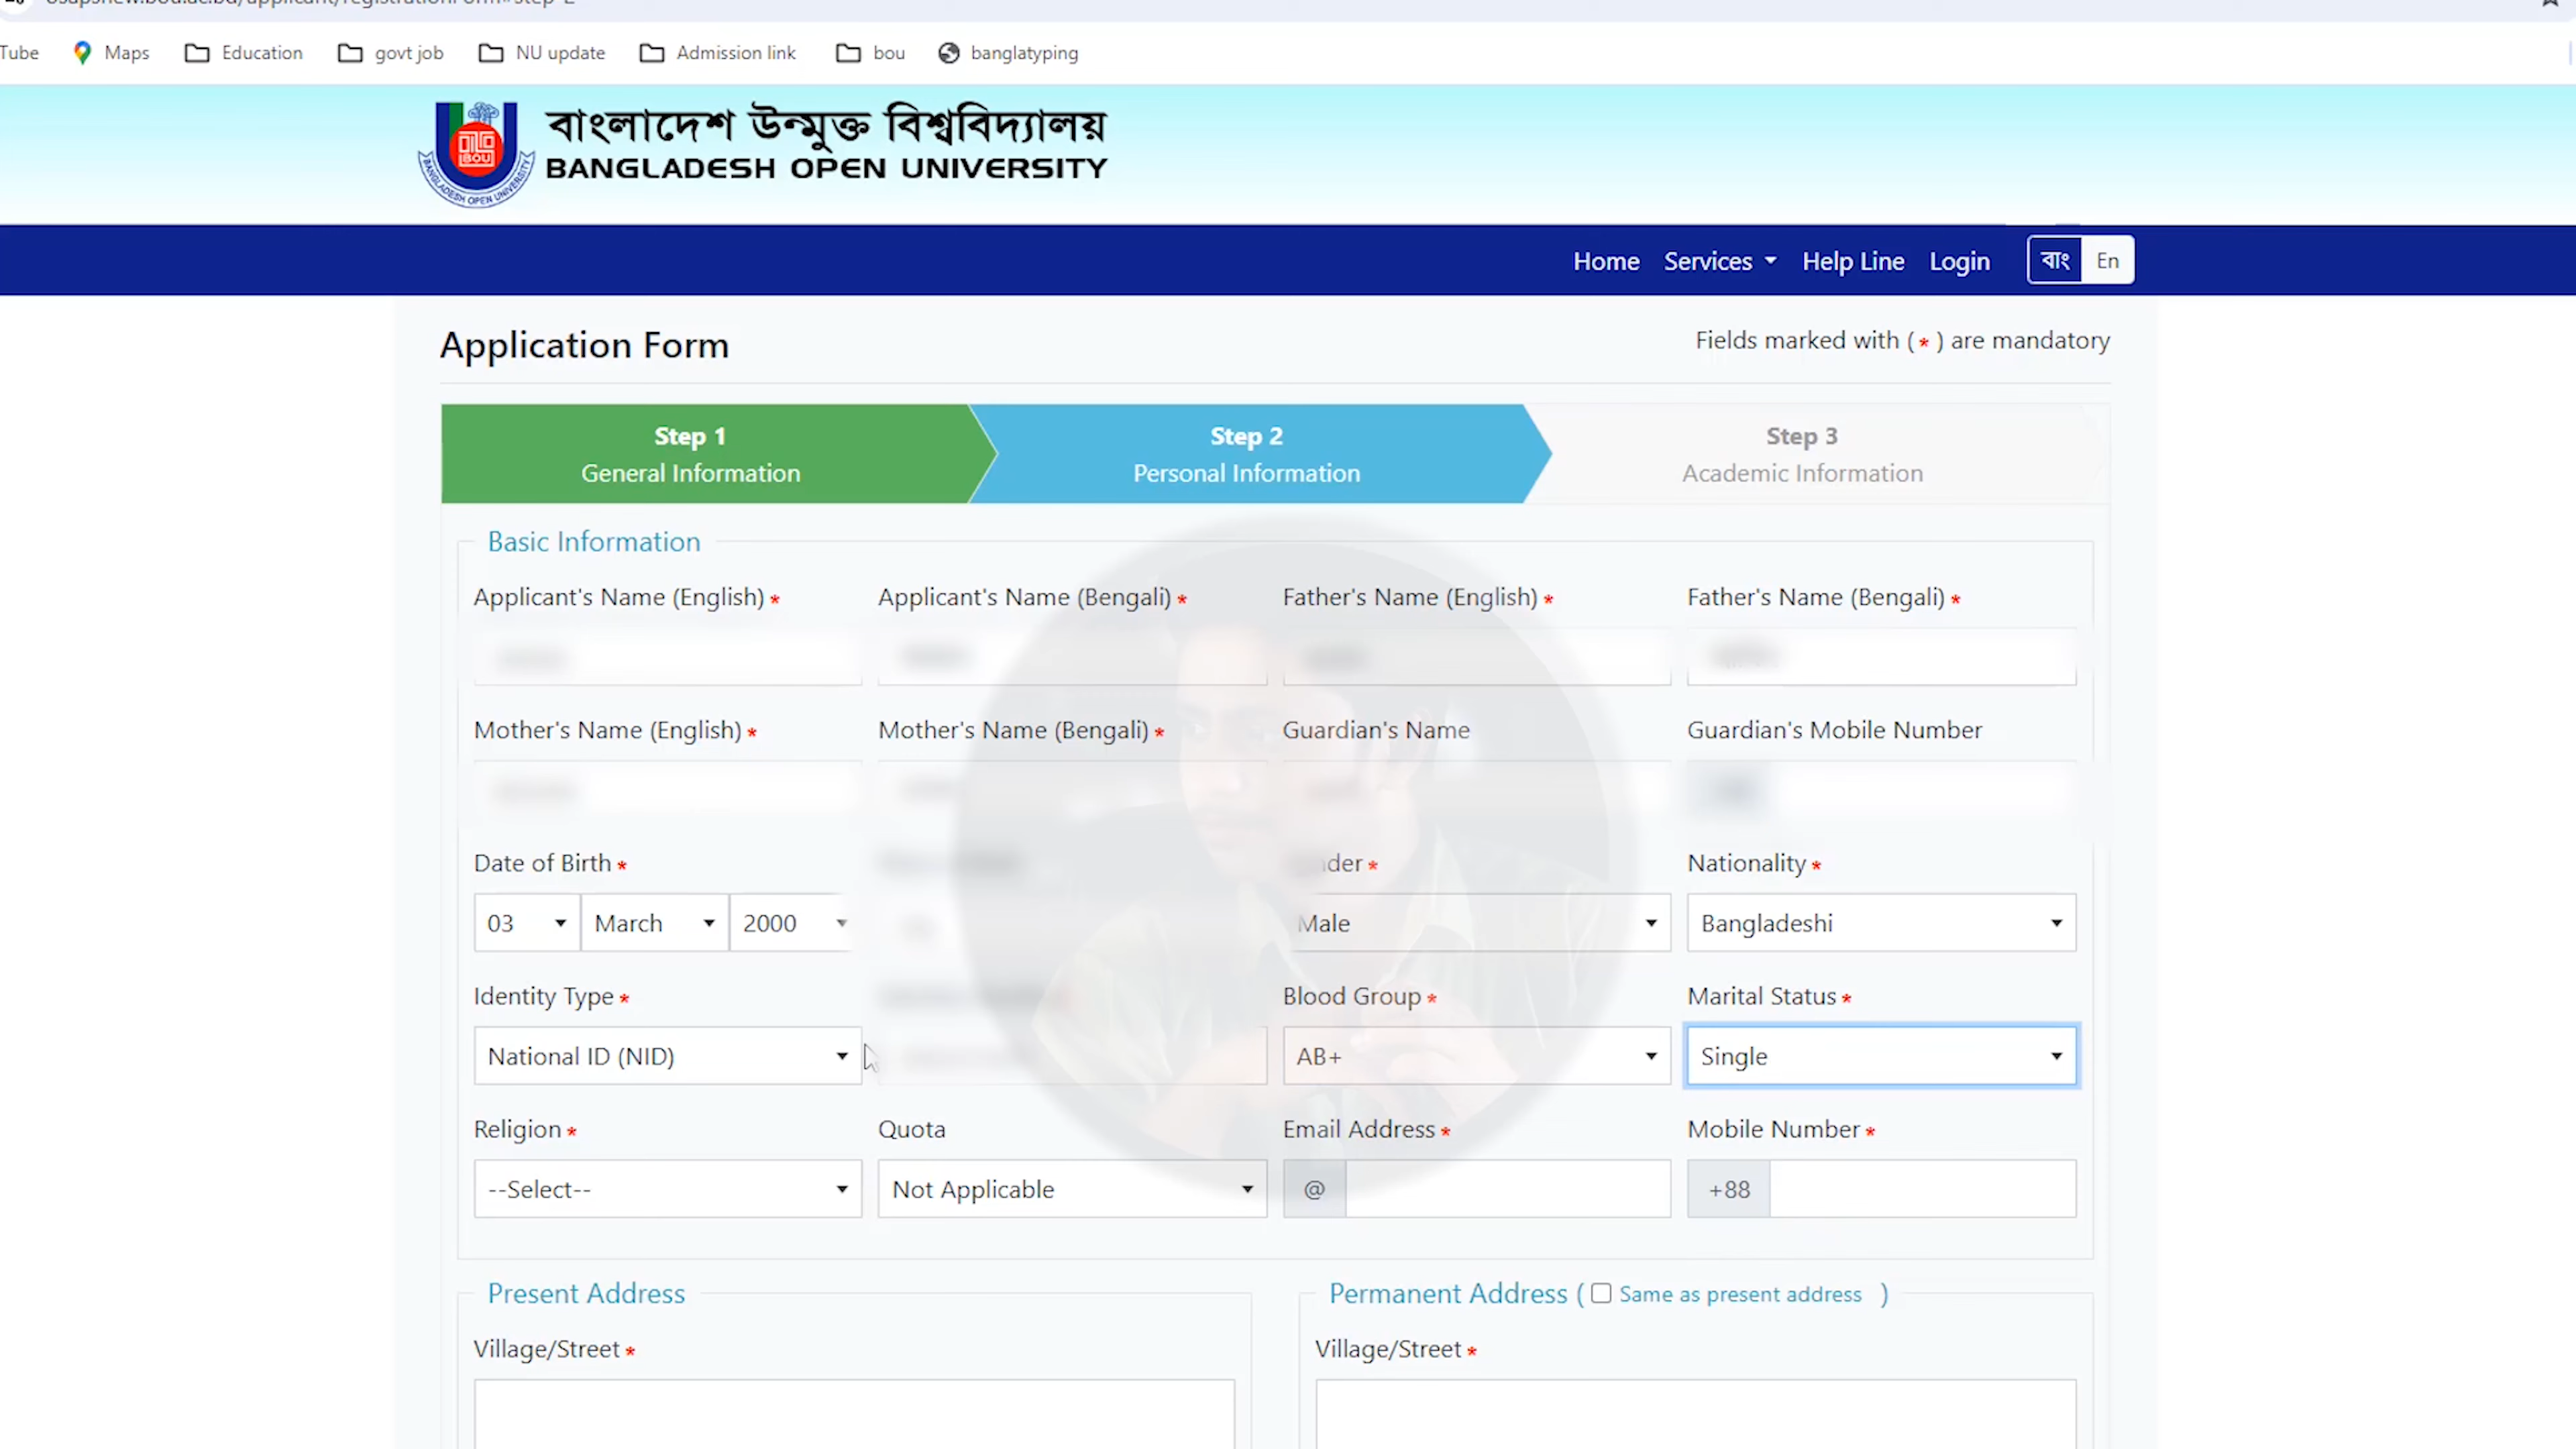 Tube
Maps
Education
govt job
NU update
Admission link
bou
banglatyping
বাংলাদেশ উন্মুক্ত বিশ্ববিদ্যালয়
BANGLADESH OPEN UNIVERSITY
BOU
BANGLADESH OPEN UNIVERSITY
Home
Services
Help Line
Login
বাং
En
Application Form
Fields marked with ( * ) are mandatory
Step 1
General Information
Step 2
Personal Information
Step 3
Academic Information
Basic Information
Applicant's Name (English) *
Applicant's Name (Bengali) *
Father's Name (English) *
Father's Name (Bengali) *
Mother's Name (English) *
Mother's Name (Bengali) *
Guardian's Name
Guardian's Mobile Number
Date of Birth *
Nationality *
03
March
2000
Male
Bangladeshi
Identity Type *
Blood Group *
Marital Status *
National ID (NID)
AB+
Single
Religion *
Quota
Email Address *
Mobile Number *
--Select--
Not Applicable
@
+88
Present Address
Permanent Address ( Same as present address )
Village/Street *
Village/Street *